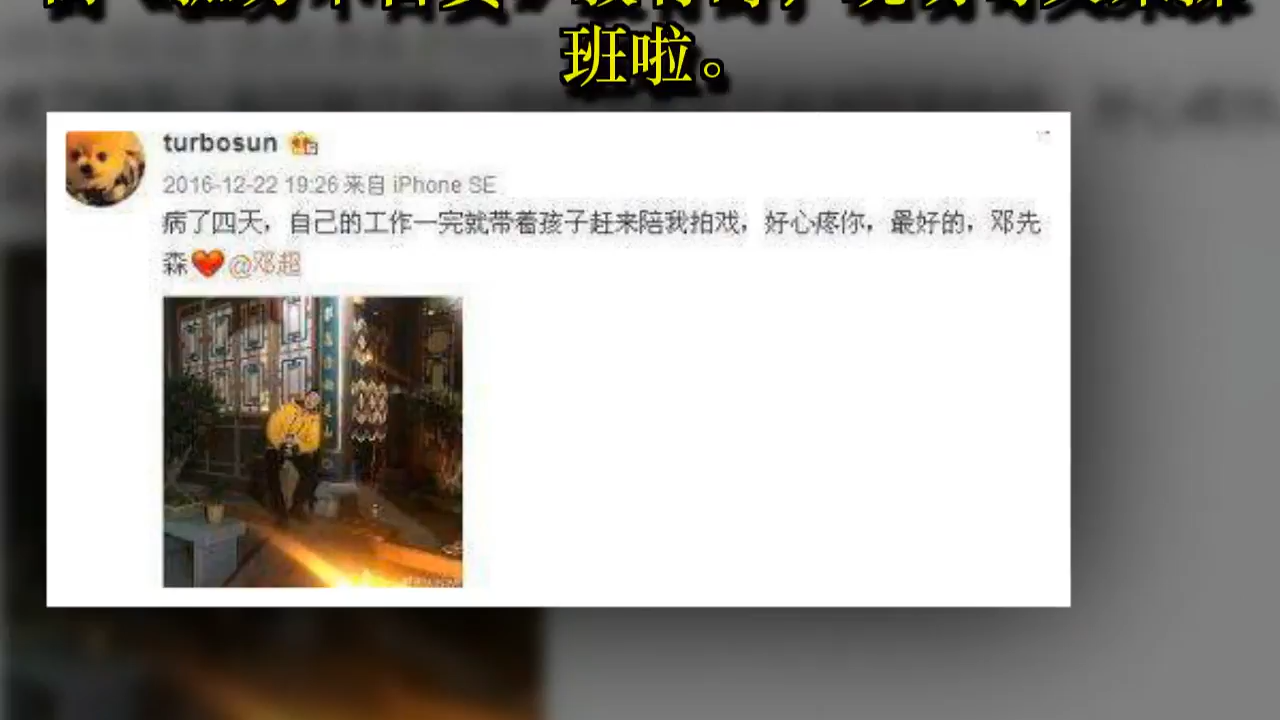 班啦。
turbosun
2016-12-22 19:26 来自 iPhone SE
病了四天，自己的工作一完就带着孩子赶来陪我拍戏，好心疼你，最好的，邓先
森❤️@邓超